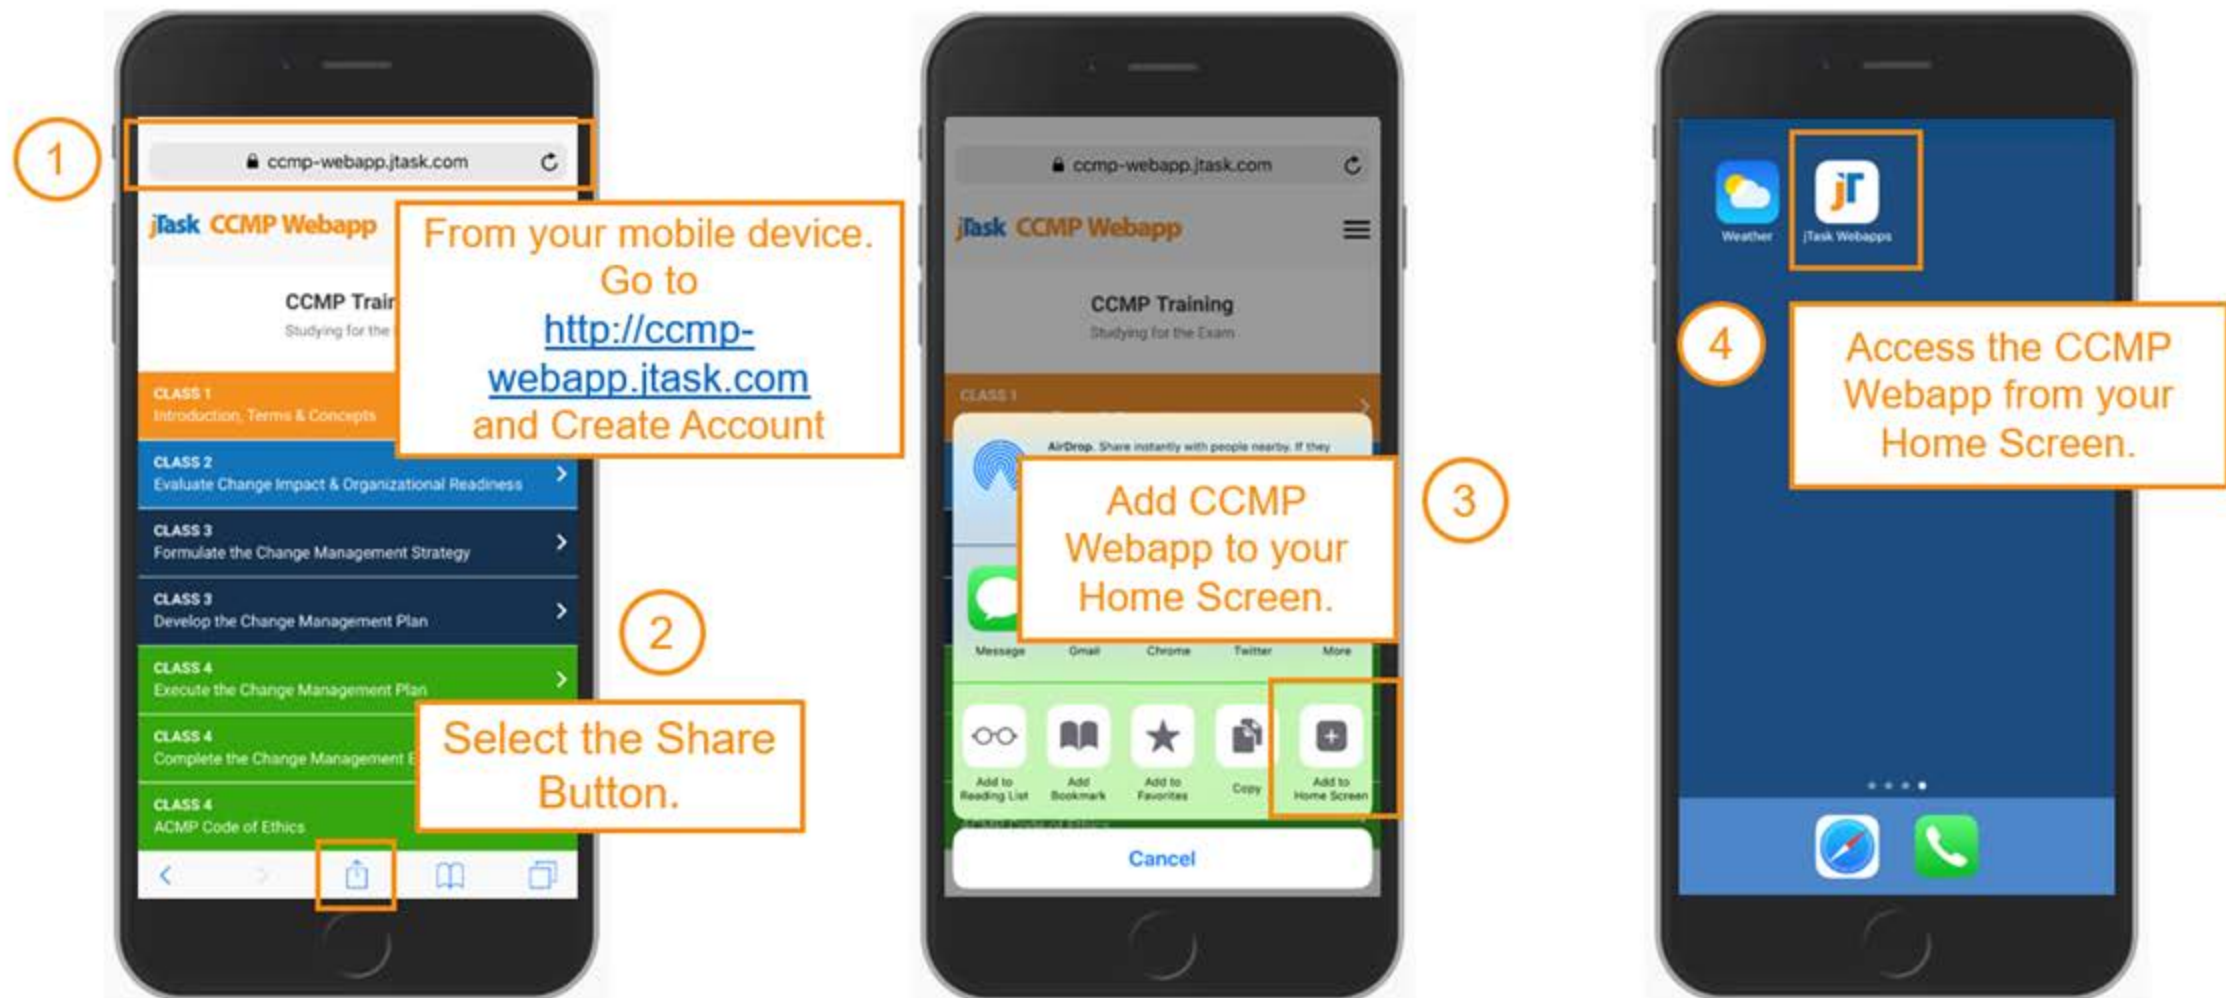 1
ccmp-webapp.jtask.com
jTask CCMP Webapp
From your mobile device.
Go to
http://ccmp-
webapp.jtask.com
and Create Account
CCMP Train
Studying for the
CLASS 1
Introduction, Terms & Concepts
CLASS 2
Evaluate Change Impact & Organizational Readiness
CLASS 3
Formulate the Change Management Strategy
CLASS 3
Develop the Change Management Plan
CLASS 4
Execute the Change Management Plan
CLASS 4
Complete the Change Management E
CLASS 4
ACMP Code of Ethics
2
Select the Share
Button.
ccmp-webapp.jtask.com
jTask CCMP Webapp
CCMP Training
Studying for the Exam
CLASS 1
AirDrop. Share instantly with people nearby. If they
Add CCMP
Webapp to your
Home Screen.
3
Message Gmail Chrome Twitter More
Add to Reading List
Add Bookmark
Add to Favorites
Copy
Add to Home Screen
ACMP Code of Ethics
Cancel
Weather
jT
jTask Webapps
4
Access the CCMP
Webapp from your
Home Screen.